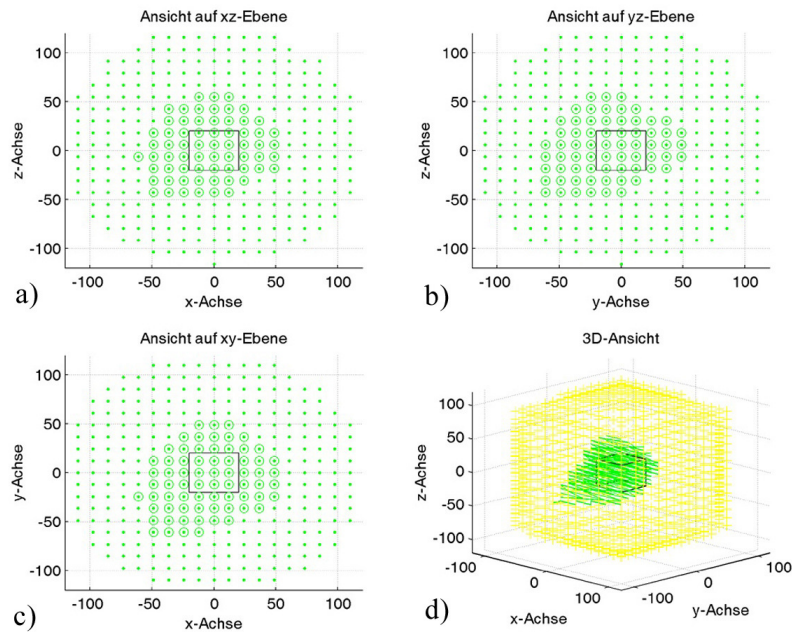 Ansicht auf xz-Ebene
100
50
0
-50
-100
z-Achse
-100 -50 0 50 100
x-Achse
a)
Ansicht auf yz-Ebene
100
50
0
-50
-100
z-Achse
-100 -50 0 50 100
y-Achse
b)
Ansicht auf xy-Ebene
100
50
0
-50
-100
y-Achse
-100 -50 0 50 100
x-Achse
c)
3D-Ansicht
100
50
0
-50
-100
z-Achse
-100 0 100
x-Achse
-100 0 100
y-Achse
d)